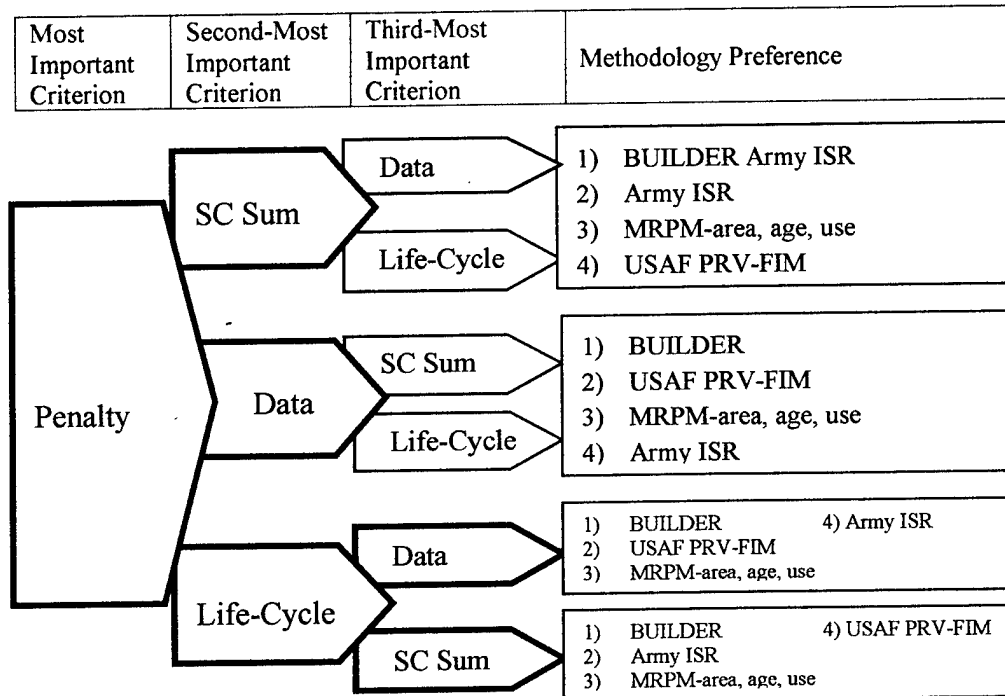 Most
Important
Criterion
Second-Most
Important
Criterion
Third-Most
Important
Criterion
Methodology Preference
Penalty
SC Sum
Data
Life-Cycle
1) BUILDER Army ISR
2) Army ISR
3) MRPM-area, age, use
4) USAF PRV-FIM
Data
SC Sum
Life-Cycle
1) BUILDER
2) USAF PRV-FIM
3) MRPM-area, age, use
4) Army ISR
Life-Cycle
Data
1) BUILDER 4) Army ISR
2) USAF PRV-FIM
3) MRPM-area, age, use
SC Sum
1) BUILDER 4) USAF PRV-FIM
2) Army ISR
3) MRPM-area, age, use